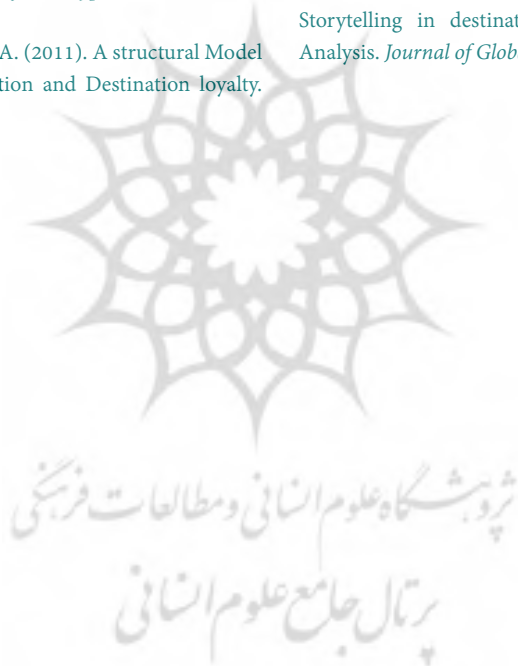 A. (2011). A structural Model
tion and Destination loyalty.
Storytelling in destinat
Analysis. Journal of Glob
پژوهشگاه علوم انسانی و مطالعات فرهنگی
پرتال جامع علوم انسانی